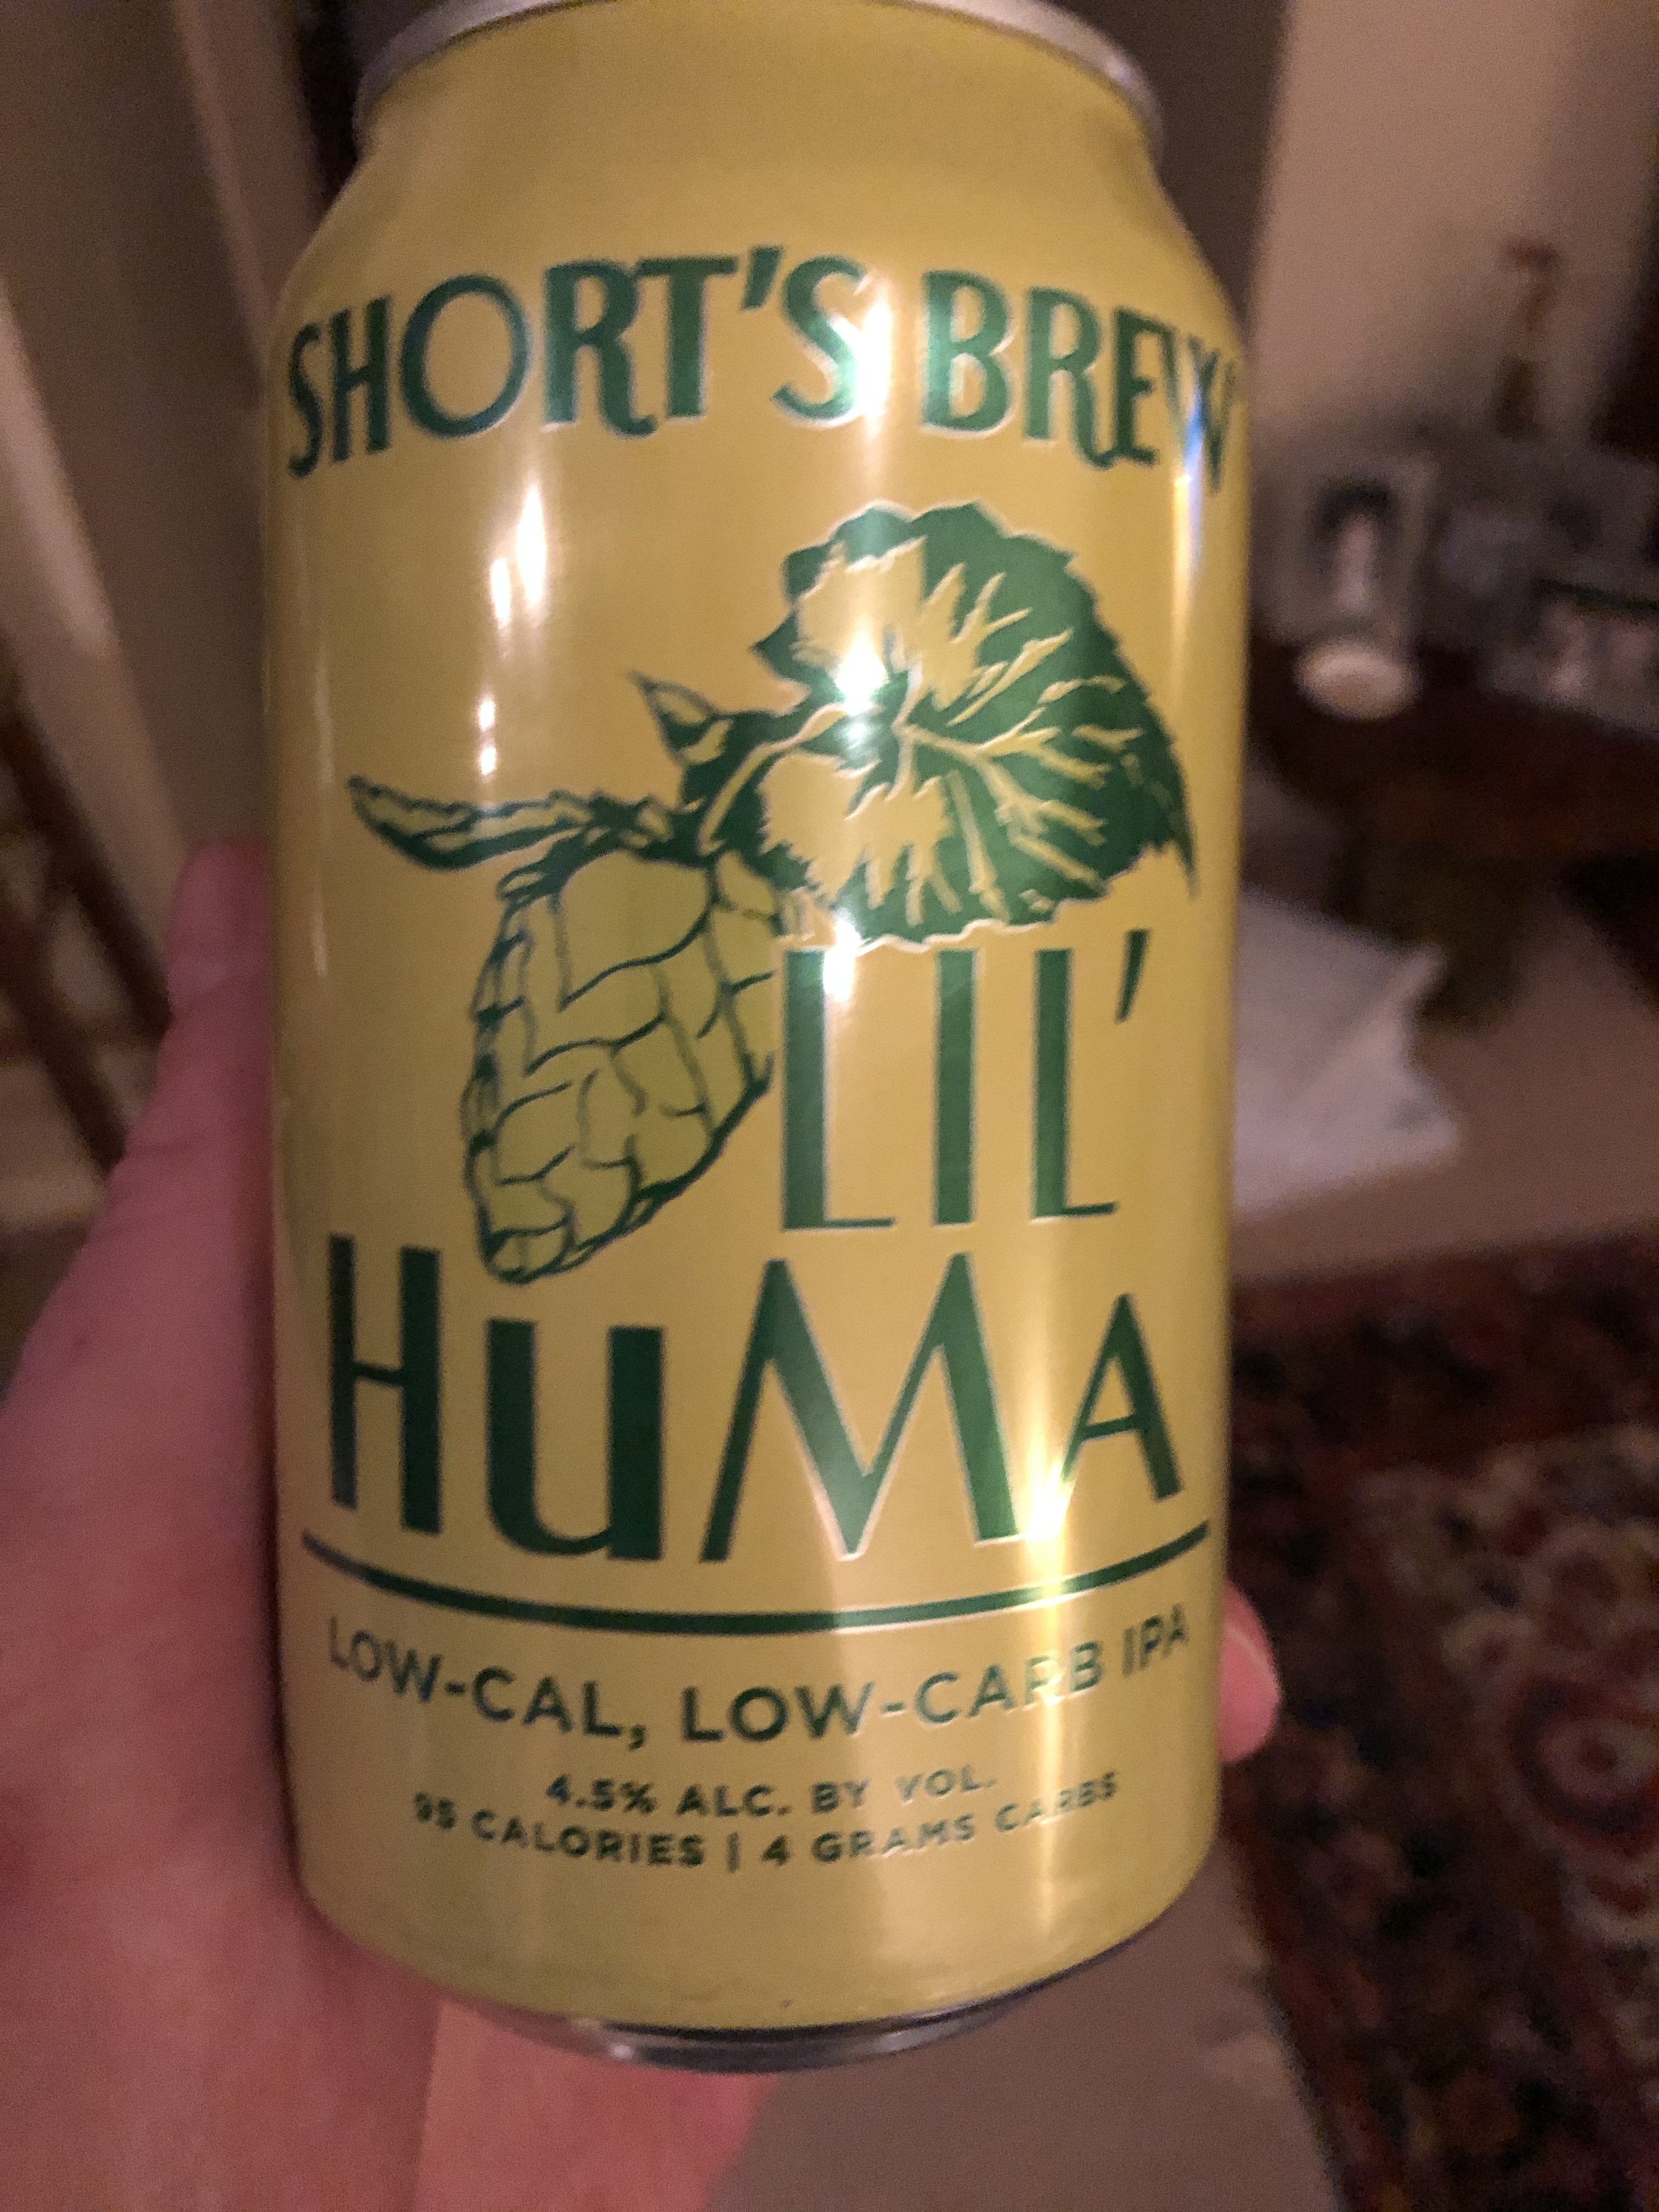 SHORT'S BREW
LIL'
HuMA
LOW-CAL, LOW-CARB IPA
4.5% ALC. BY VOL.
95 CALORIES | 4 GRAMS CARBS